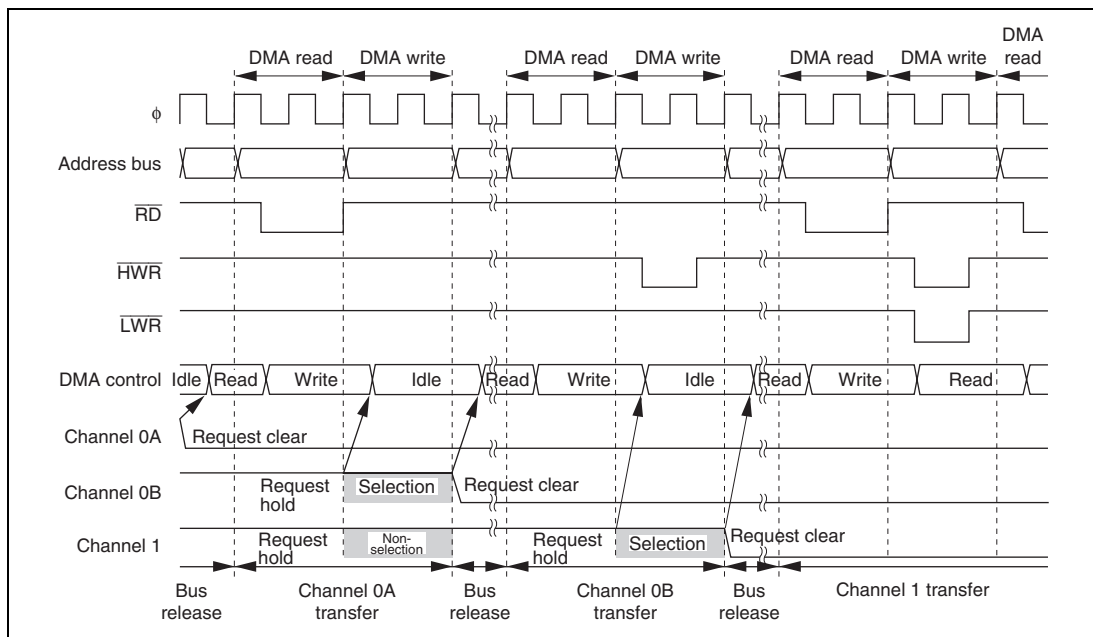 DMA read DMA write DMA read DMA write DMA read DMA write DMA
read
ϕ
Address bus
RD
HWR
LWR
DMA control Idle Read Write Idle Read Write Idle Read Write Read
Channel 0A Request clear
Channel 0B Request
hold Selection Request clear
Channel 1 Request
hold Non-
selection Request
hold Selection Request clear
Bus
release Channel 0A
transfer Bus
release Channel 0B
transfer Bus
release Channel 1 transfer